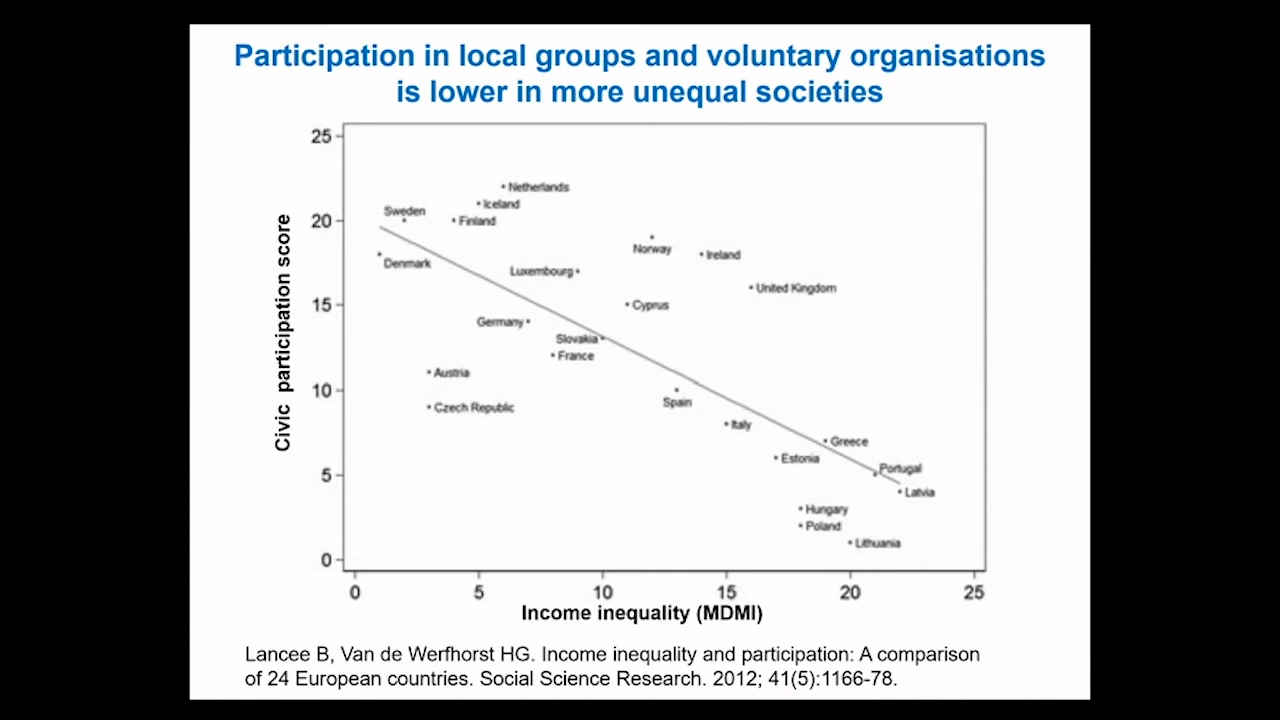 Participation in local groups and voluntary organisations
is lower in more unequal societies
25
20
15
10
5
0
Civic participation score
Netherlands
Iceland
Sweden
Finland
Norway
Ireland
Denmark
Luxembourg
United Kingdom
Cyprus
Germany
Slovakia
France
Austria
Spain
Czech Republic
Italy
Greece
Estonia
Portugal
Latvia
Hungary
Poland
Lithuania
0 5 10 15 20 25
Income inequality (MDMI)
Lancee B, Van de Werfhorst HG. Income inequality and participation: A comparison
of 24 European countries. Social Science Research. 2012; 41(5):1166-78.